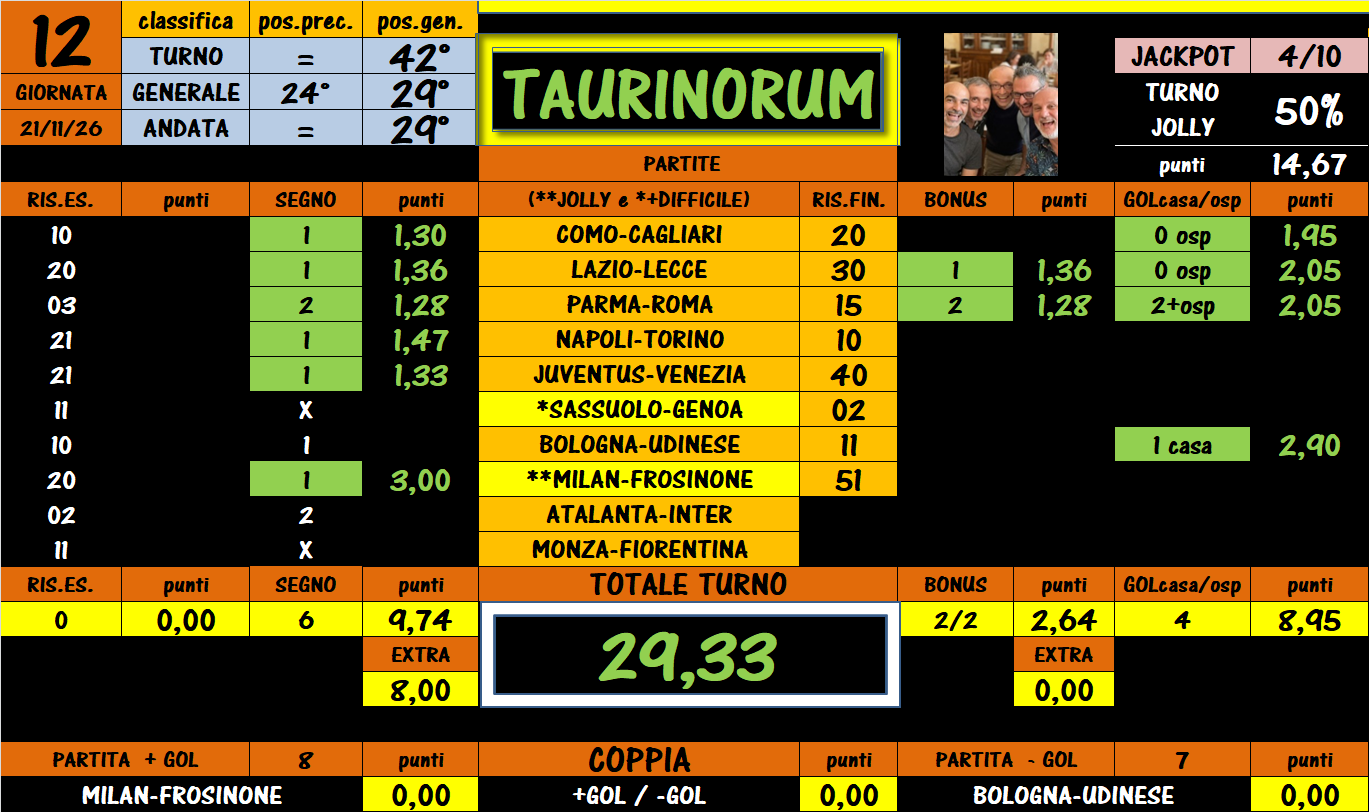 12 classifica pos.prec. pos.gen.
TURNO = 42°
GIORNATA GENERALE 24° 29°
21/11/26 ANDATA = 29°
TAURINORUM
JACKPOT 4/10
TURNO JOLLY 50%
punti 14,67
PARTITE
RIS.ES. punti SEGNO punti (**JOLLY e *+DIFFICILE) RIS.FIN. BONUS punti GOLcasa/osp punti
10 1 1,30 COMO-CAGLIARI 20 0 osp 1,95
20 1 1,36 LAZIO-LECCE 30 1 1,36 0 osp 2,05
03 2 1,28 PARMA-ROMA 15 2 1,28 2+osp 2,05
21 1 1,47 NAPOLI-TORINO 10
21 1 1,33 JUVENTUS-VENEZIA 40
11 X *SASSUOLO-GENOA 02
10 1 BOLOGNA-UDINESE 11 1 casa 2,90
20 1 3,00 **MILAN-FROSINONE 51
02 2 ATALANTA-INTER
11 X MONZA-FIORENTINA
RIS.ES. punti SEGNO punti TOTALE TURNO BONUS punti GOLcasa/osp punti
0 0,00 6 9,74 29,33 2/2 2,64 4 8,95
EXTRA EXTRA
8,00 0,00
PARTITA + GOL 8 punti COPPIA punti PARTITA - GOL 7 punti
MILAN-FROSINONE 0,00 +GOL / -GOL 0,00 BOLOGNA-UDINESE 0,00